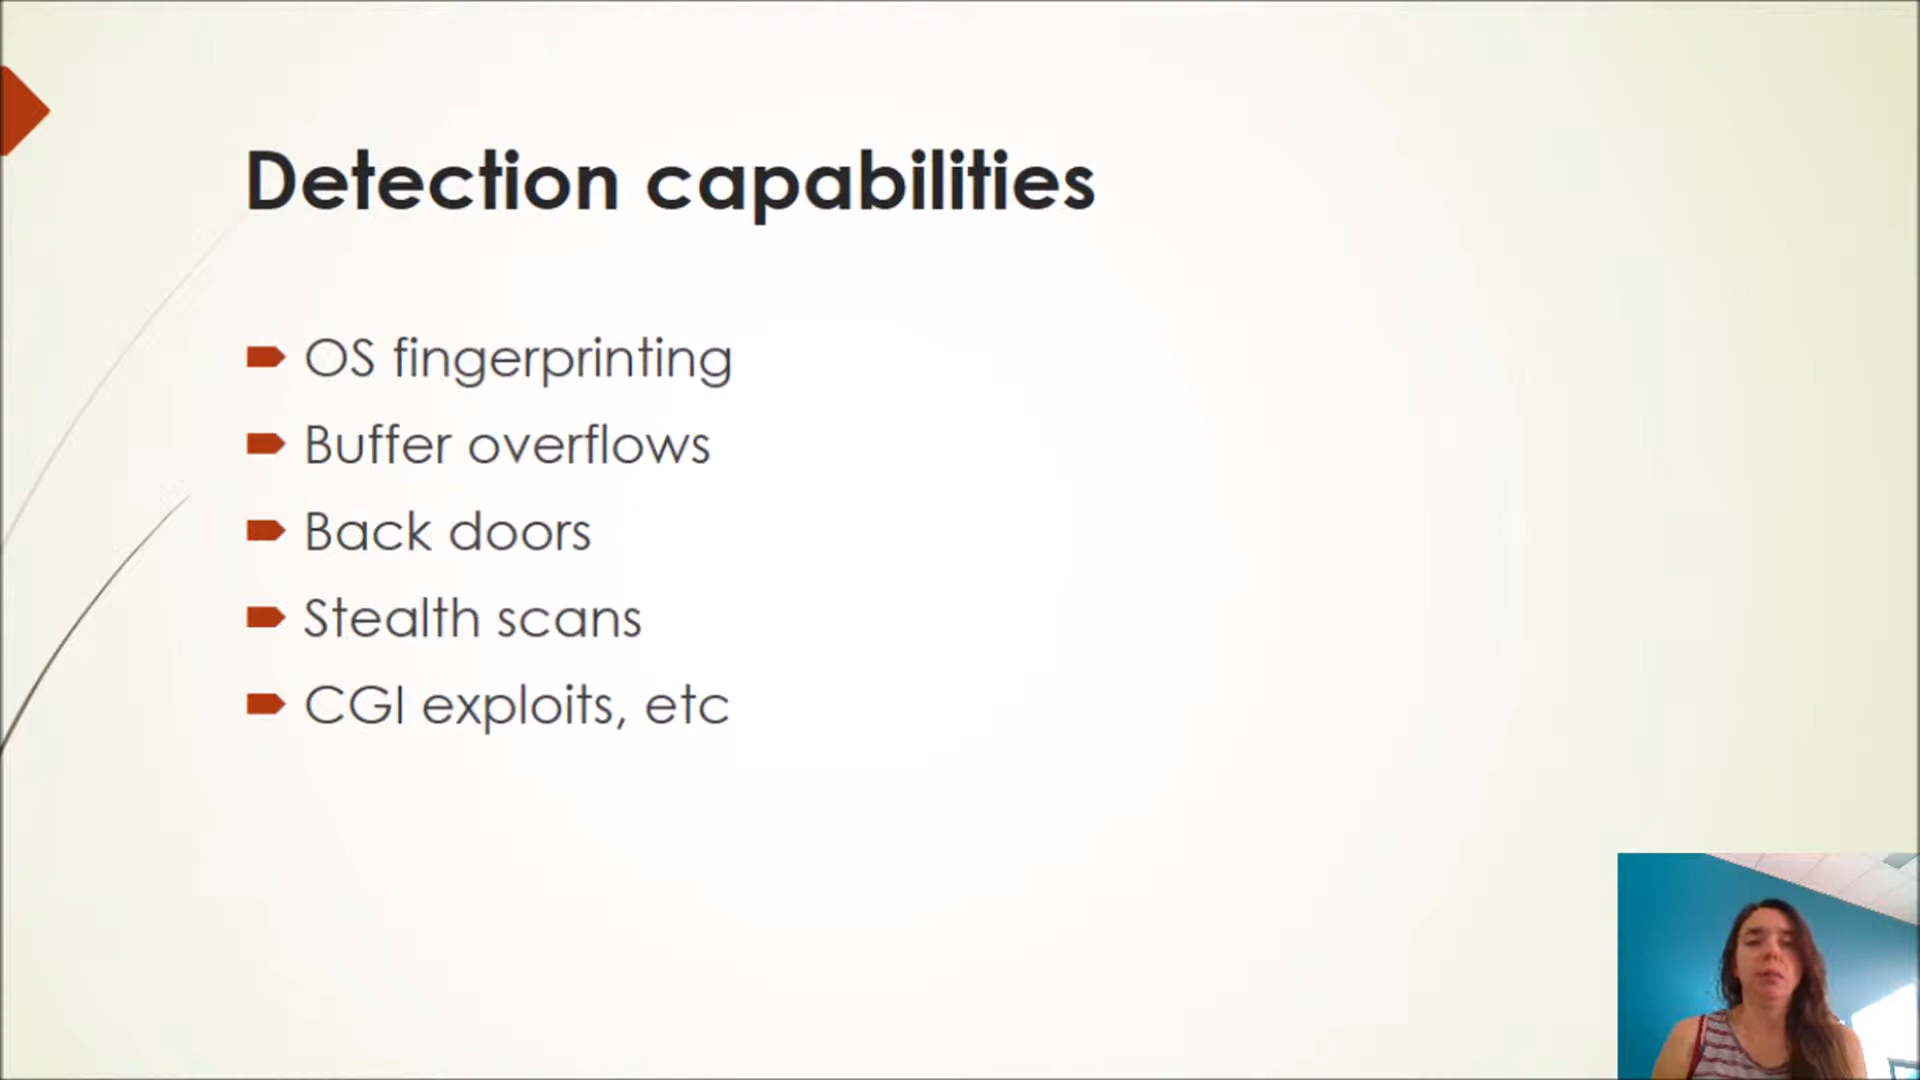 Detection capabilities
OS fingerprinting
Buffer overflows
Back doors
Stealth scans
CGI exploits, etc